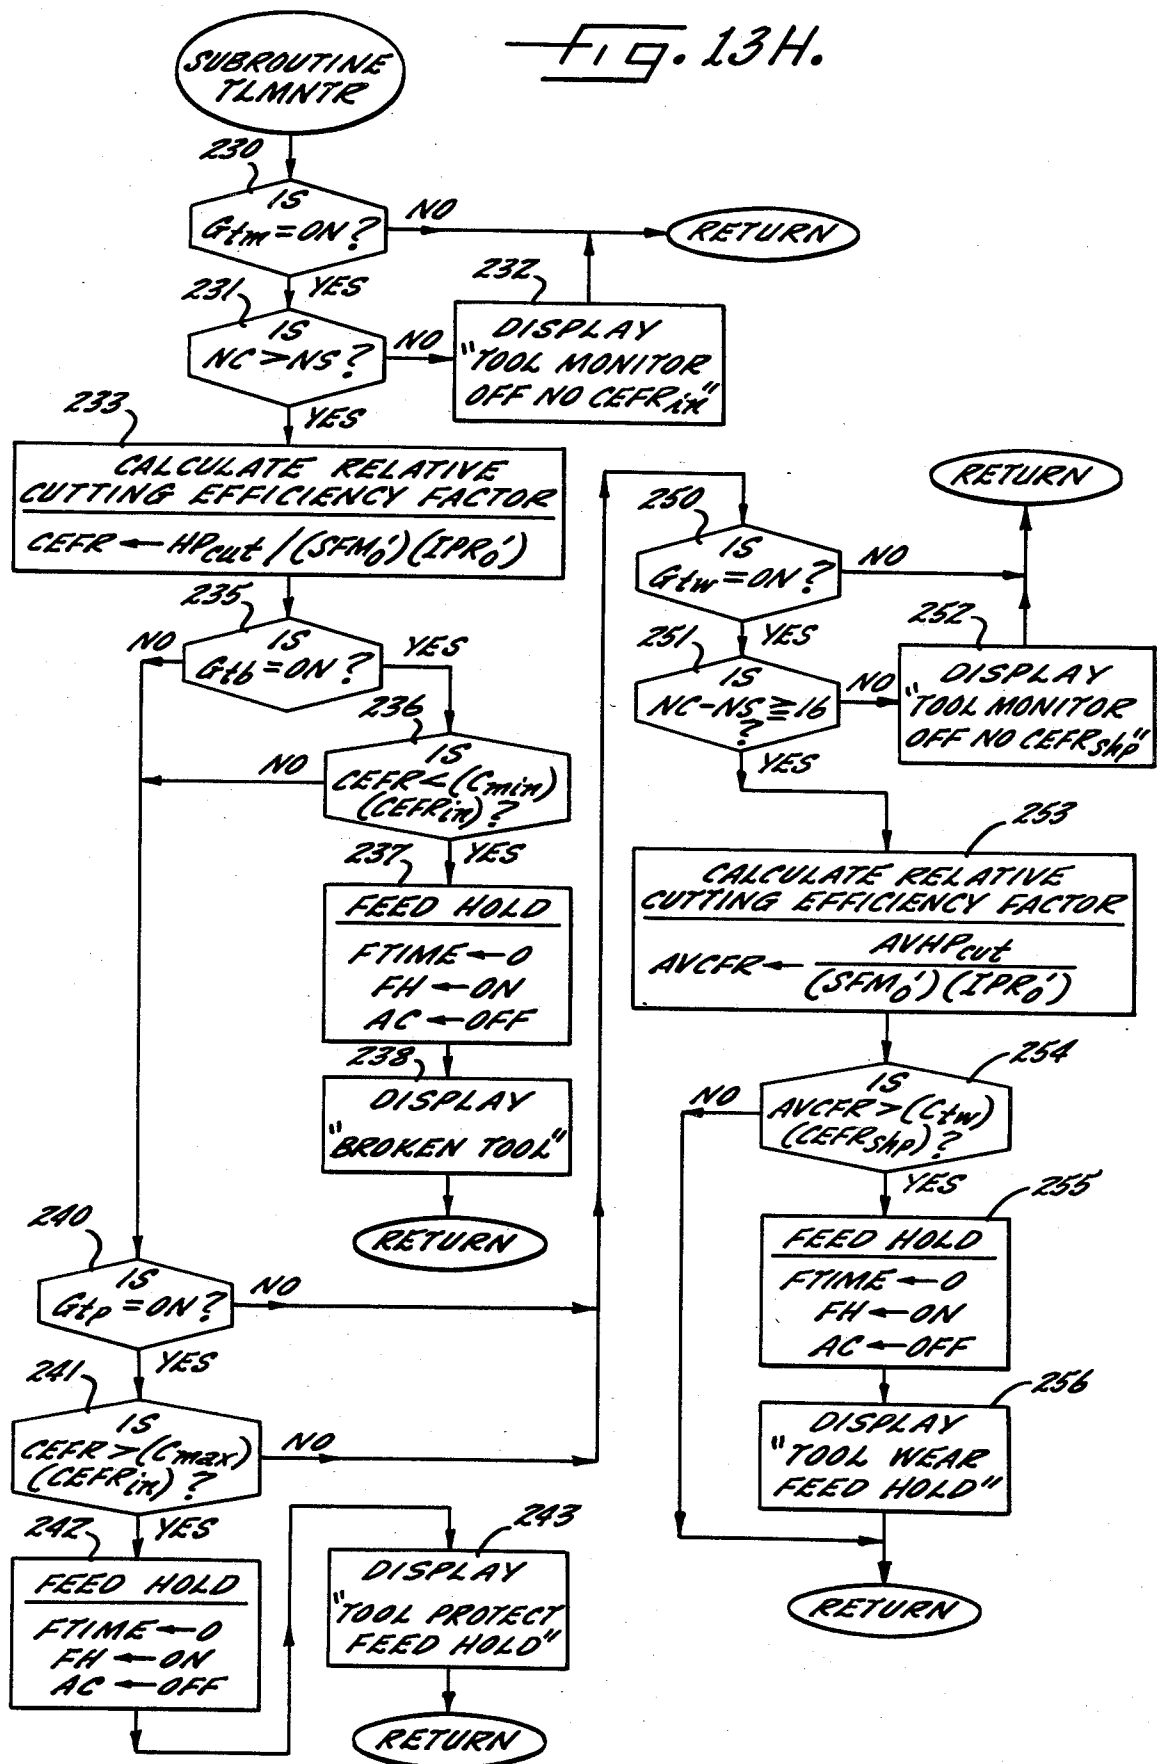 Fig. 13H.
SUBROUTINE
TLMNTR
230
IS
Gtm = ON ?
NO
RETURN
YES
231
IS
NC > NS ?
NO
232
DISPLAY
"TOOL MONITOR
OFF NO CEFRin"
YES
233
CALCULATE RELATIVE
CUTTING EFFICIENCY FACTOR
CEFR ← HPcut / (SFM0') (IPR0')
235
IS
Gtb = ON ?
NO
YES
236
IS
CEFR < (Cmin)
(CEFRin) ?
NO
YES
237
FEED HOLD
FTIME ← 0
FH ← ON
AC ← OFF
238
DISPLAY
"BROKEN TOOL"
RETURN
240
IS
Gtp = ON ?
NO
YES
241
IS
CEFR > (Cmax)
(CEFRin) ?
NO
YES
242
FEED HOLD
FTIME ← 0
FH ← ON
AC ← OFF
243
DISPLAY
"TOOL PROTECT
FEED HOLD"
RETURN
250
IS
Gtw = ON ?
NO
RETURN
YES
251
IS
NC-NS ≥ 16
?
NO
252
DISPLAY
"TOOL MONITOR
OFF NO CEFRshp"
YES
253
CALCULATE RELATIVE
CUTTING EFFICIENCY FACTOR
AVCFR ← AVHPcut / (SFM0') (IPR0')
254
IS
AVCFR > (Ctw)
(CEFRshp) ?
NO
YES
255
FEED HOLD
FTIME ← 0
FH ← ON
AC ← OFF
256
DISPLAY
"TOOL WEAR
FEED HOLD"
RETURN